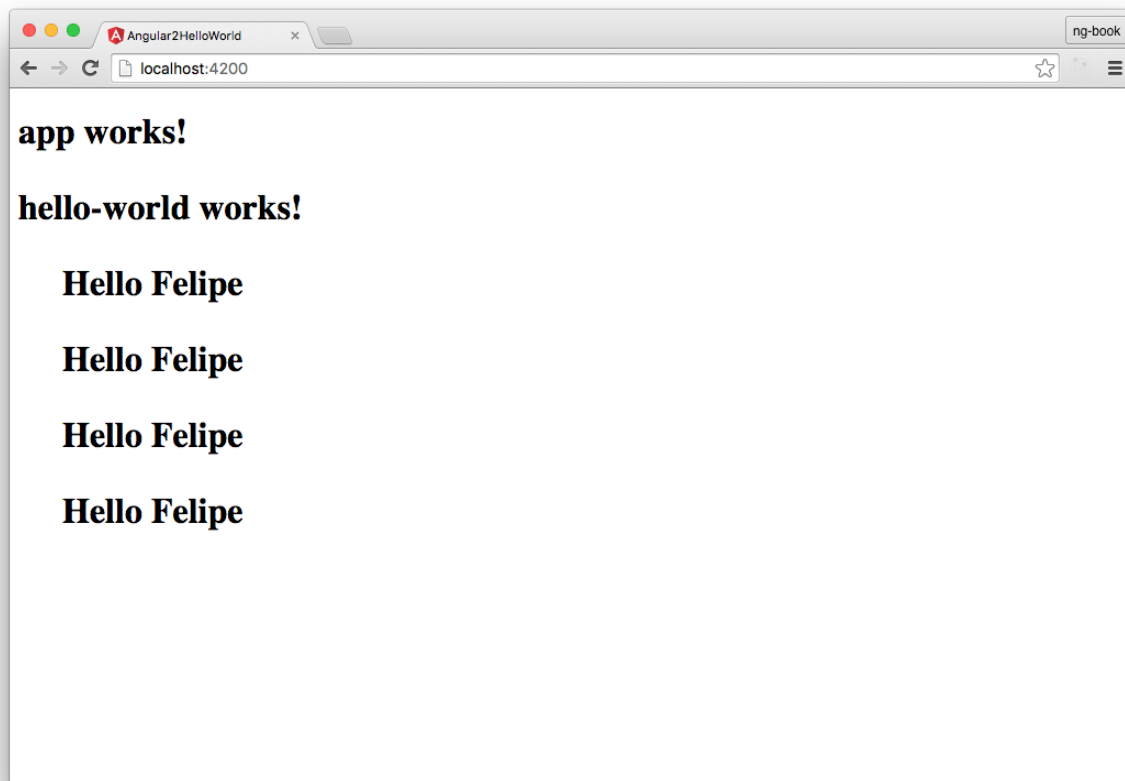 Angular2HelloWorld
ng-book
localhost:4200
app works!
hello-world works!
Hello Felipe
Hello Felipe
Hello Felipe
Hello Felipe